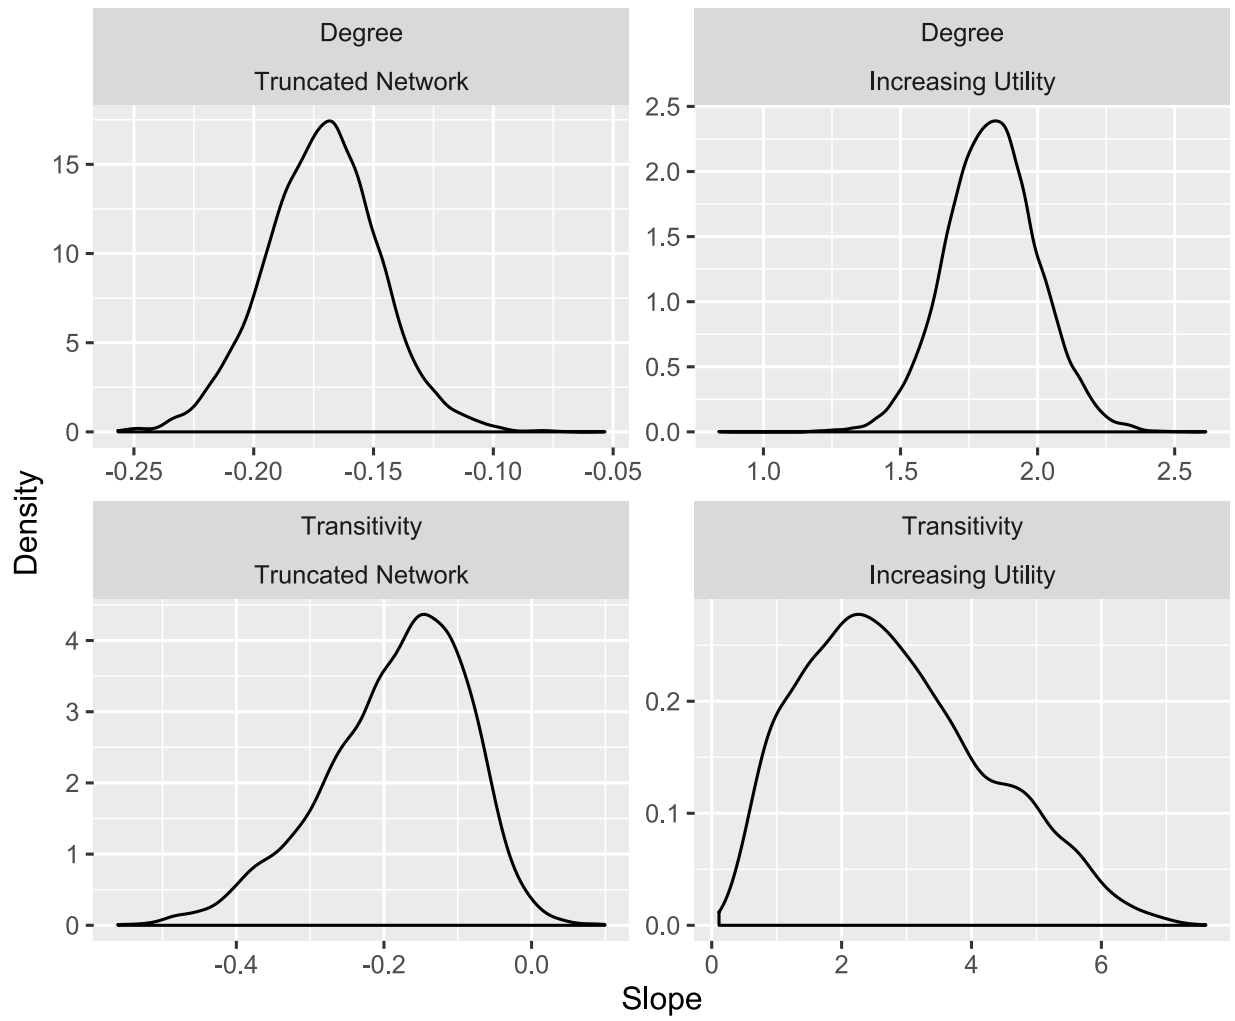 Degree
Truncated Network
Degree
Increasing Utility
15
10
5
0
-0.25 -0.20 -0.15 -0.10 -0.05
2.5
2.0
1.5
1.0
0.5
0.0
1.0 1.5 2.0 2.5
Density
Transitivity
Truncated Network
Transitivity
Increasing Utility
4
3
2
1
0
-0.4 -0.2 0.0
0.2
0.1
0.0
0 2 4 6
Slope